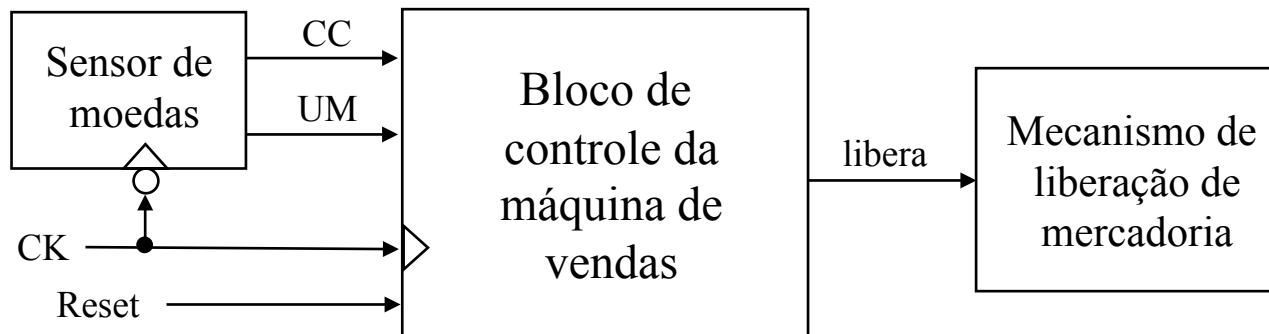 Sensor de
moedas
CC
UM
CK
Reset
Bloco de
controle da
máquina de
vendas
libera
Mecanismo de
liberação de
mercadoria